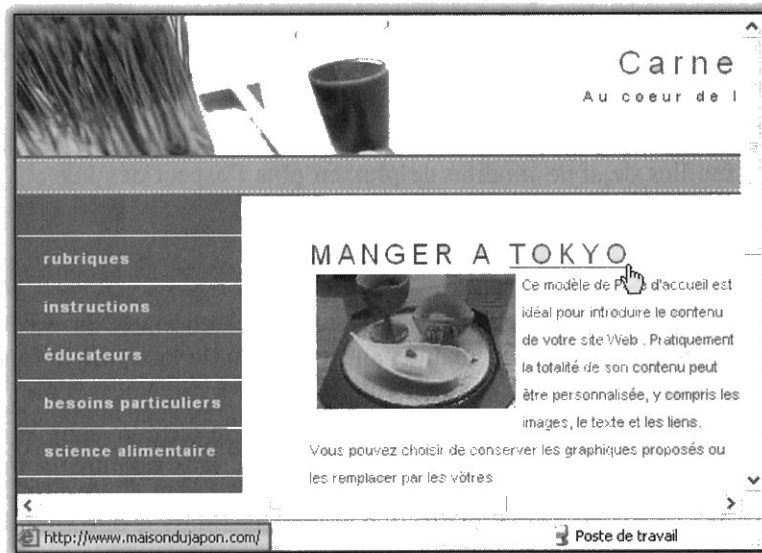 Carne
Au coeur de l
rubriques
instructions
éducateurs
besoins particuliers
science alimentaire
MANGER A TOKYO
Ce modèle de d'accueil est
idéal pour introduire le contenu
de votre site Web . Pratiquement
la totalité de son contenu peut
être personnalisée, y compris les
images, le texte et les liens.
Vous pouvez choisir de conserver les graphiques proposés ou
les remplacer par les vôtres
http://www.maisondujapon.com/
Poste de travail